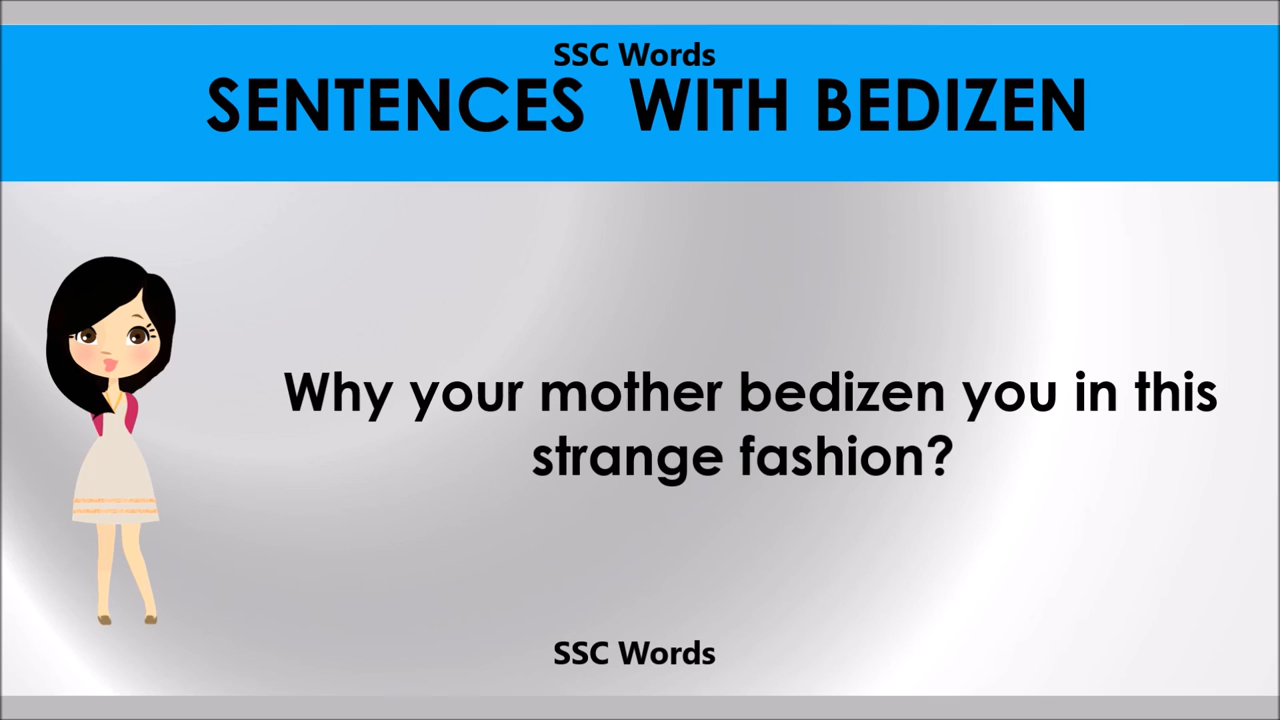 SSC Words
SENTENCES WITH BEDIZEN
Why your mother bedizen you in this
strange fashion?
SSC Words